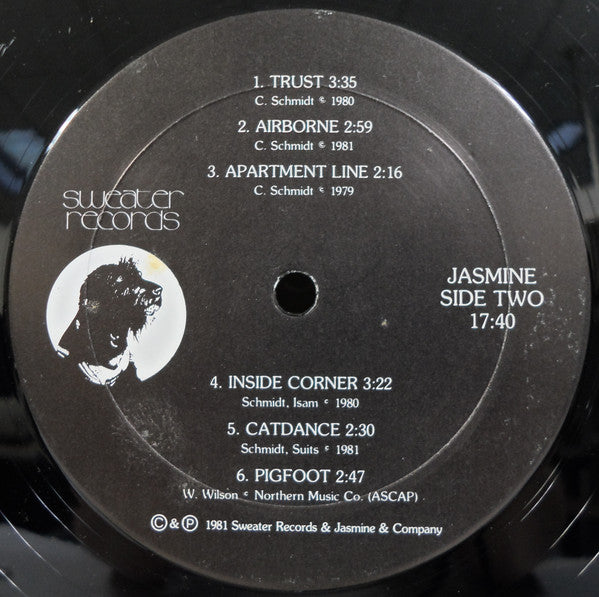 1. TRUST 3:35
C. Schmidt © 1980
2. AIRBORNE 2:59
C. Schmidt © 1981
3. APARTMENT LINE 2:16
C. Schmidt © 1979
sweater
records
JASMINE
SIDE TWO
17:40
4. INSIDE CORNER 3:22
Schmidt, Isam © 1980
5. CATDANCE 2:30
Schmidt, Suits © 1981
6. PIGFOOT 2:47
W. Wilson © Northern Music Co. (ASCAP)
© & ℗ 1981 Sweater Records & Jasmine & Company